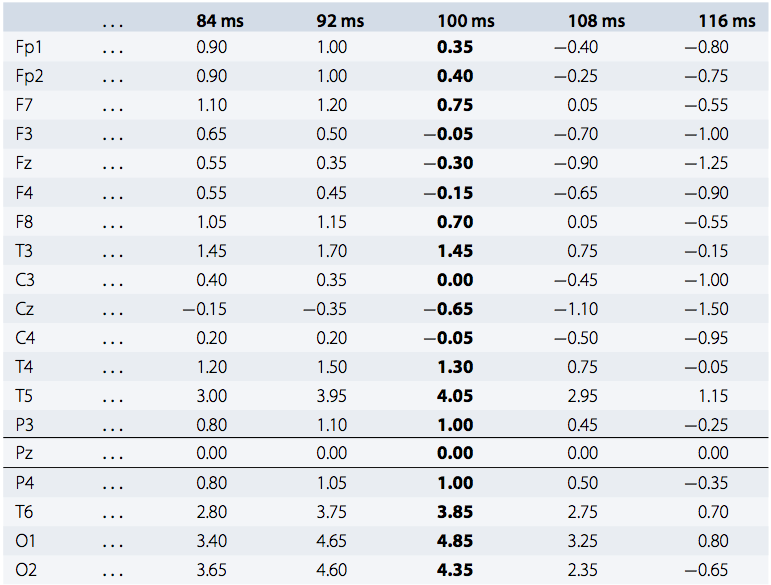 ... 84 ms 92 ms 100 ms 108 ms 116 ms
Fp1 ... 0.90 1.00 0.35 −0.40 −0.80
Fp2 ... 0.90 1.00 0.40 −0.25 −0.75
F7 ... 1.10 1.20 0.75 0.05 −0.55
F3 ... 0.65 0.50 −0.05 −0.70 −1.00
Fz ... 0.55 0.35 −0.30 −0.90 −1.25
F4 ... 0.55 0.45 −0.15 −0.65 −0.90
F8 ... 1.05 1.15 0.70 0.05 −0.55
T3 ... 1.45 1.70 1.45 0.75 −0.15
C3 ... 0.40 0.35 0.00 −0.45 −1.00
Cz ... −0.15 −0.35 −0.65 −1.10 −1.50
C4 ... 0.20 0.20 −0.05 −0.50 −0.95
T4 ... 1.20 1.50 1.30 0.75 −0.05
T5 ... 3.00 3.95 4.05 2.95 1.15
P3 ... 0.80 1.10 1.00 0.45 −0.25
Pz ... 0.00 0.00 0.00 0.00 0.00
P4 ... 0.80 1.05 1.00 0.50 −0.35
T6 ... 2.80 3.75 3.85 2.75 0.70
O1 ... 3.40 4.65 4.85 3.25 0.80
O2 ... 3.65 4.60 4.35 2.35 −0.65